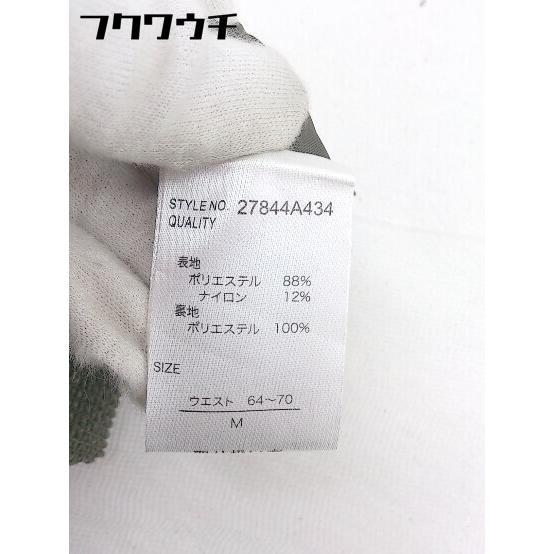 フクワウチ
STYLE NO. 27844A434
QUALITY
表地
ポリエステル 88%
ナイロン 12%
裏地
ポリエステル 100%
SIZE
ウエスト 64～70
M